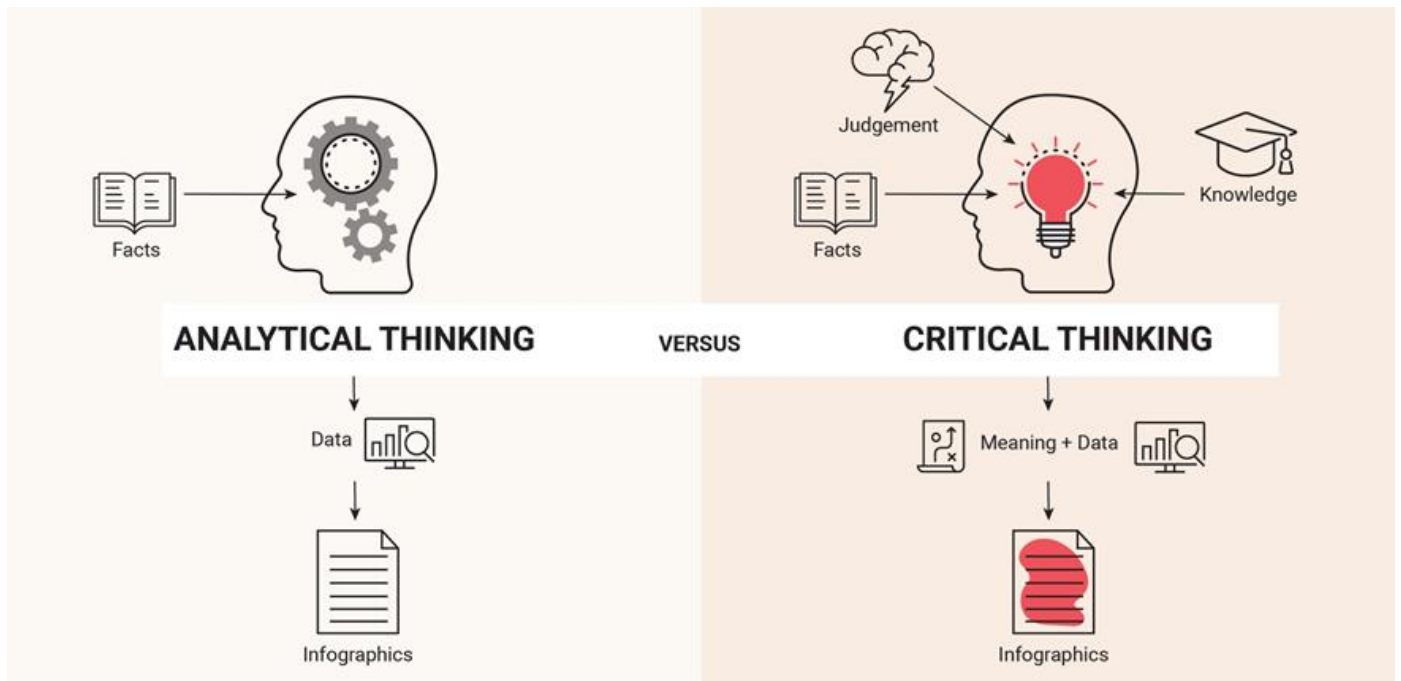 Judgement
Knowledge
Facts
Facts
ANALYTICAL THINKING
VERSUS
CRITICAL THINKING
Data
Meaning + Data
Infographics
Infographics